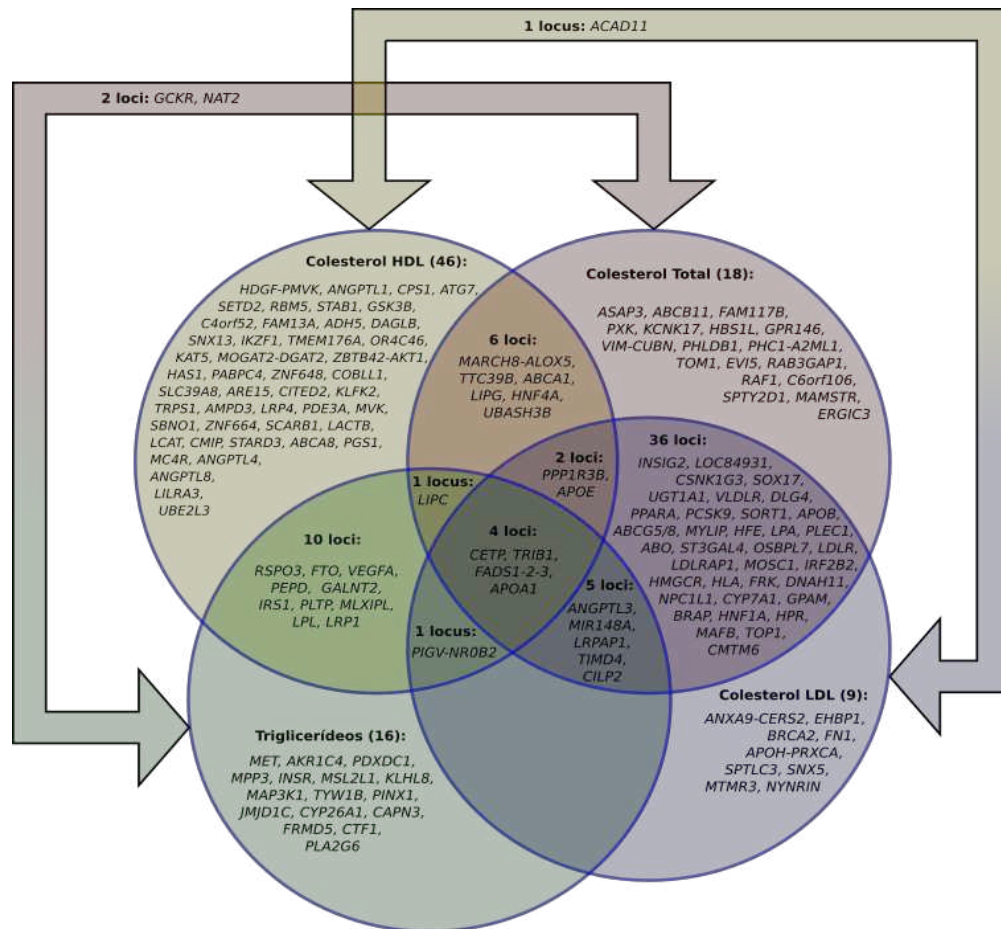 1 locus: ACAD11
2 loci: GCKR, NAT2
Colesterol HDL (46):
HDGF-PMVK, ANGPTL1, CPS1, ATG7,
SETD2, RBM5, STAB1, GSK3B,
C4orf52, FAM13A, ADH5, DAGLB,
SNX13, IKZF1, TMEM176A, OR4C46,
KAT5, MOGAT2-DGAT2, ZBTB42-AKT1,
HAS1, PABPC4, ZNF648, COBLL1,
SLC39A8, ARE15, CITED2, KLFK2,
TRPS1, AMPD3, LRP4, PDE3A, MVK,
SBNO1, ZNF664, SCARB1, LACTB,
LCAT, CMIP, STARD3, ABCA8, PGS1,
MC4R, ANGPTL4,
ANGPTL8,
LILRA3,
UBE2L3
Colesterol Total (18):
ASAP3, ABCB11, FAM117B,
PXK, KCNK17, HBS1L, GPR146,
VIM-CUBN, PHLDB1, PHC1-A2ML1,
TOM1, EVI5, RAB3GAP1,
RAF1, C6orf106,
SPTY2D1, MAMSTR,
ERGIC3
6 loci:
MARCH8-ALOX5,
TTC39B, ABCA1,
LIPG, HNF4A,
UBASH3B
36 loci:
INSIG2, LOC84931,
CSNK1G3, SOX17,
UGT1A1, VLDLR, DLG4,
PPARA, PCSK9, SORT1, APOB,
ABCG5/8, MYLIP, HFE, LPA, PLEC1,
ABO, ST3GAL4, OSBPL7, LDLR,
LDLRAP1, MOSC1, IRF2B2,
HMGCR, HLA, FRK, DNAH11,
NPC1L1, CYP7A1, GPAM,
BRAP, HNF1A, HPR,
MAFB, TOP1,
CMTM6
2 loci:
PPP1R3B,
APOE
1 locus:
LIPC
4 loci:
CETP, TRIB1,
FADS1-2-3,
APOA1
10 loci:
RSPO3, FTO, VEGFA,
PEPD, GALNT2,
IRS1, PLTP, MLXIPL,
LPL, LRP1
5 loci:
ANGPTL3,
MIR148A,
LRPAP1,
TIMD4,
CILP2
1 locus:
PIGV-NR0B2
Colesterol LDL (9):
ANXA9-CERS2, EHBP1,
BRCA2, FN1,
APOH-PRXCA,
SPTLC3, SNX5,
MTMR3, NYNRIN
Triglicerídeos (16):
MET, AKR1C4, PDXDC1,
MPP3, INSR, MSL2L1, KLHL8,
MAP3K1, TYW1B, PINX1,
JMJD1C, CYP26A1, CAPN3,
FRMD5, CTF1,
PLA2G6